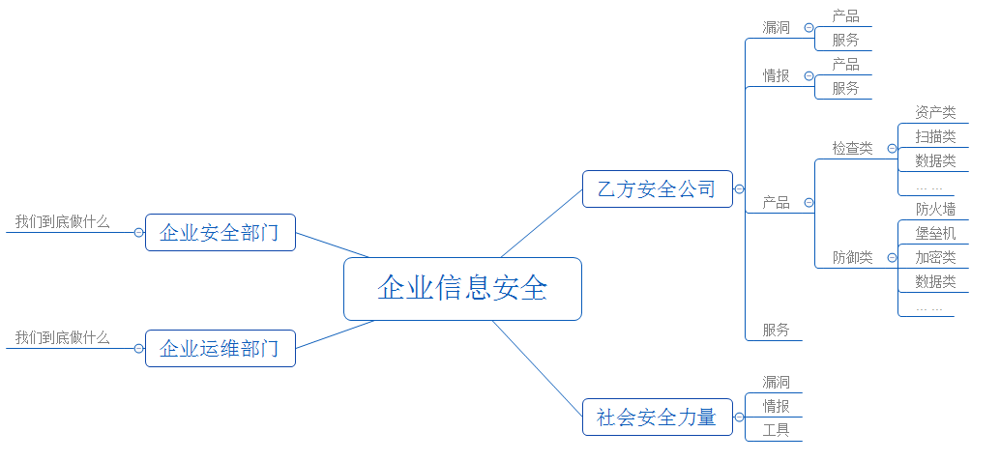 企业信息安全
乙方安全公司
漏洞
产品
服务
情报
产品
服务
产品
检查类
资产类
扫描类
数据类
... ...
防御类
防火墙
堡垒机
加密类
数据类
... ...
服务
社会安全力量
漏洞
情报
工具
企业安全部门
我们到底做什么
企业运维部门
我们到底做什么